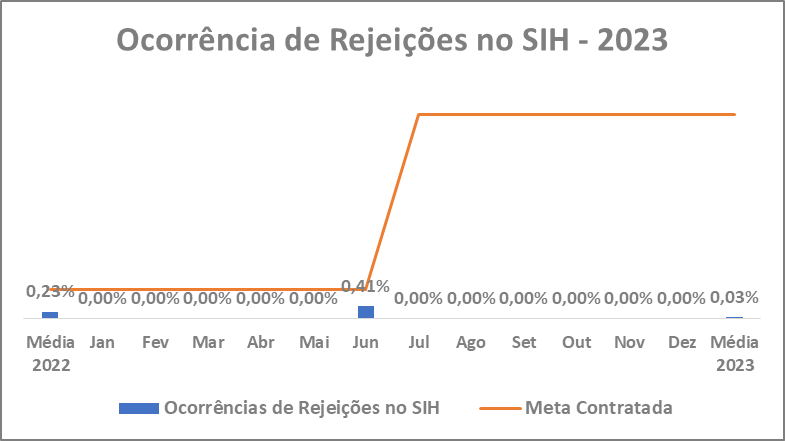 Ocorrência de Rejeições no SIH - 2023
0,23% 0,00% 0,00% 0,00% 0,00% 0,00% 0,41% 0,00% 0,00% 0,00% 0,00% 0,00% 0,00% 0,03%
Média Jan Fev Mar Abr Mai Jun Jul Ago Set Out Nov Dez Média
2022 2023
Ocorrências de Rejeições no SIH Meta Contratada